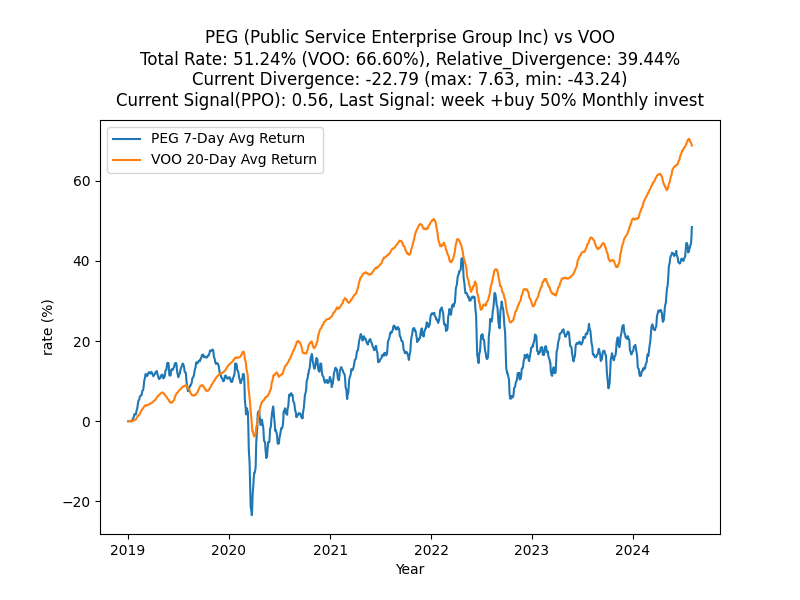 PEG (Public Service Enterprise Group Inc) vs VOO
Total Rate: 51.24% (VOO: 66.60%), Relative_Divergence: 39.44%
Current Divergence: -22.79 (max: 7.63, min: -43.24)
Current Signal(PPO): 0.56, Last Signal: week +buy 50% Monthly invest
PEG 7-Day Avg Return
VOO 20-Day Avg Return
60
40
20
0
−20
rate (%)
2019 2020 2021 2022 2023 2024
Year